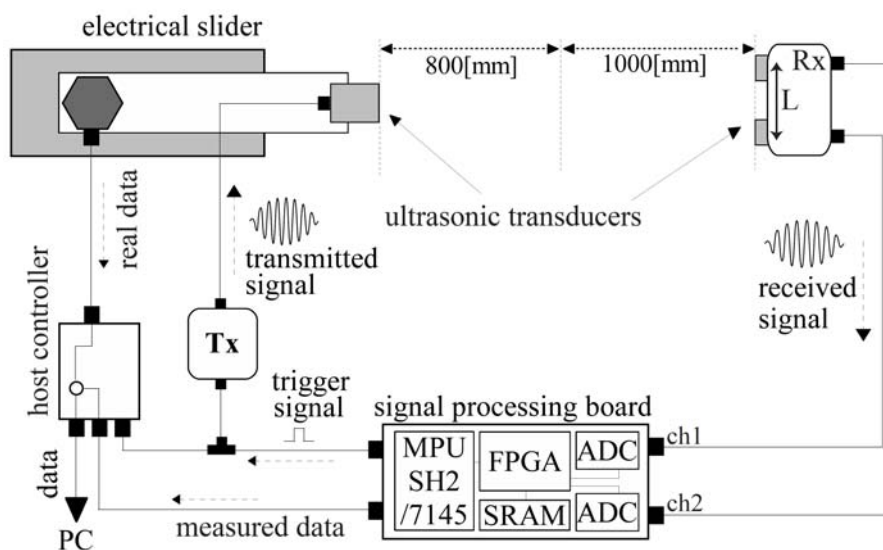 electrical slider
800[mm]
1000[mm]
Rx
L
ultrasonic transducers
real data
transmitted
signal
received
signal
host controller
Tx
trigger
signal
signal processing board
MPU
SH2
/7145
FPGA
SRAM
ADC
ADC
ch1
ch2
data
measured data
PC